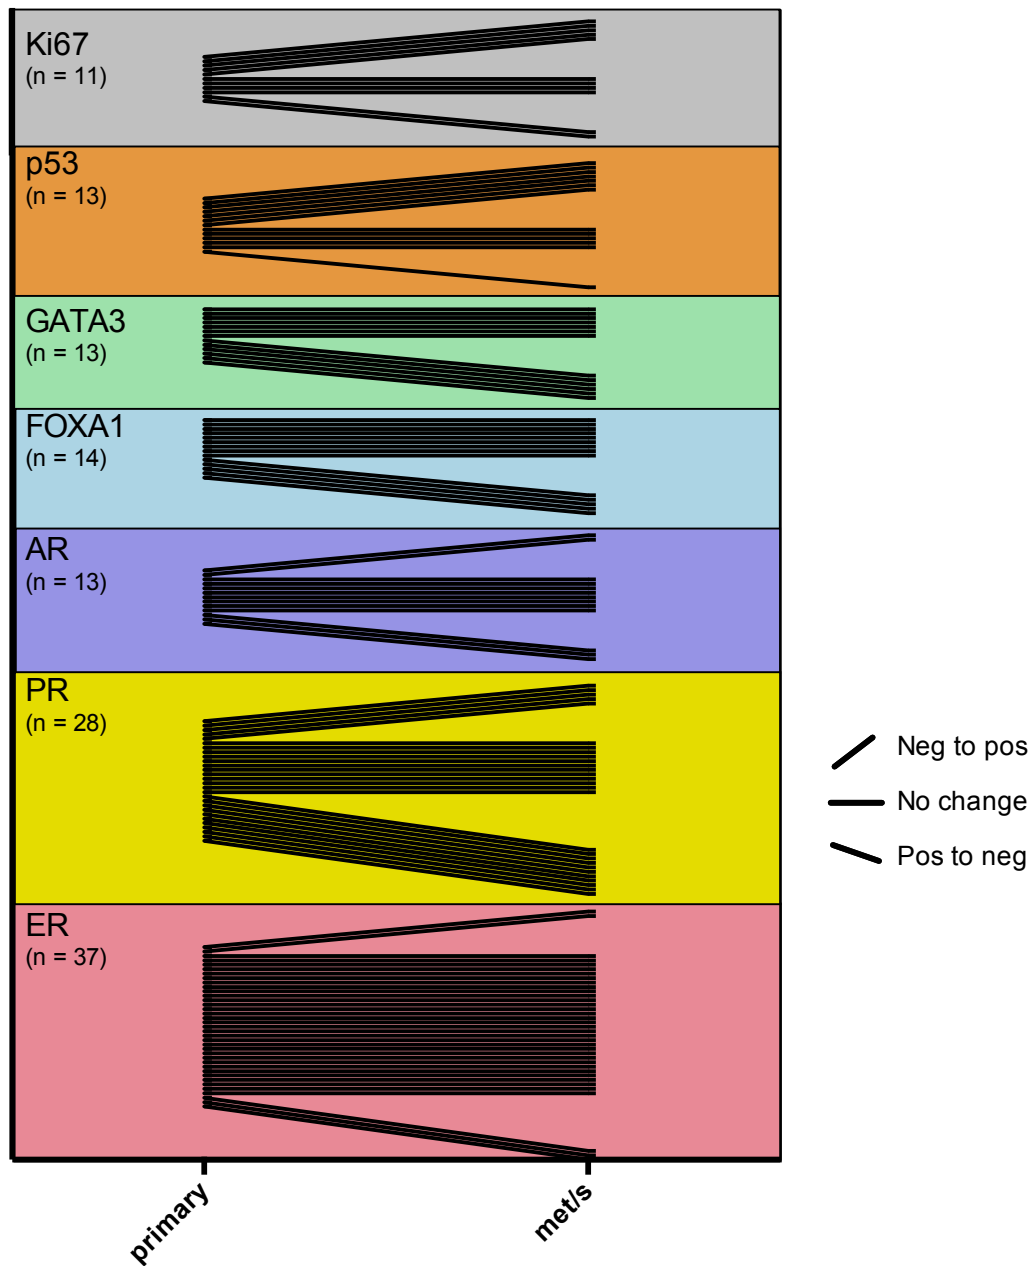 Ki67
(n = 11)
p53
(n = 13)
GATA3
(n = 13)
FOXA1
(n = 14)
AR
(n = 13)
PR
(n = 28)
ER
(n = 37)
Neg to pos
No change
Pos to neg
primary
met/s